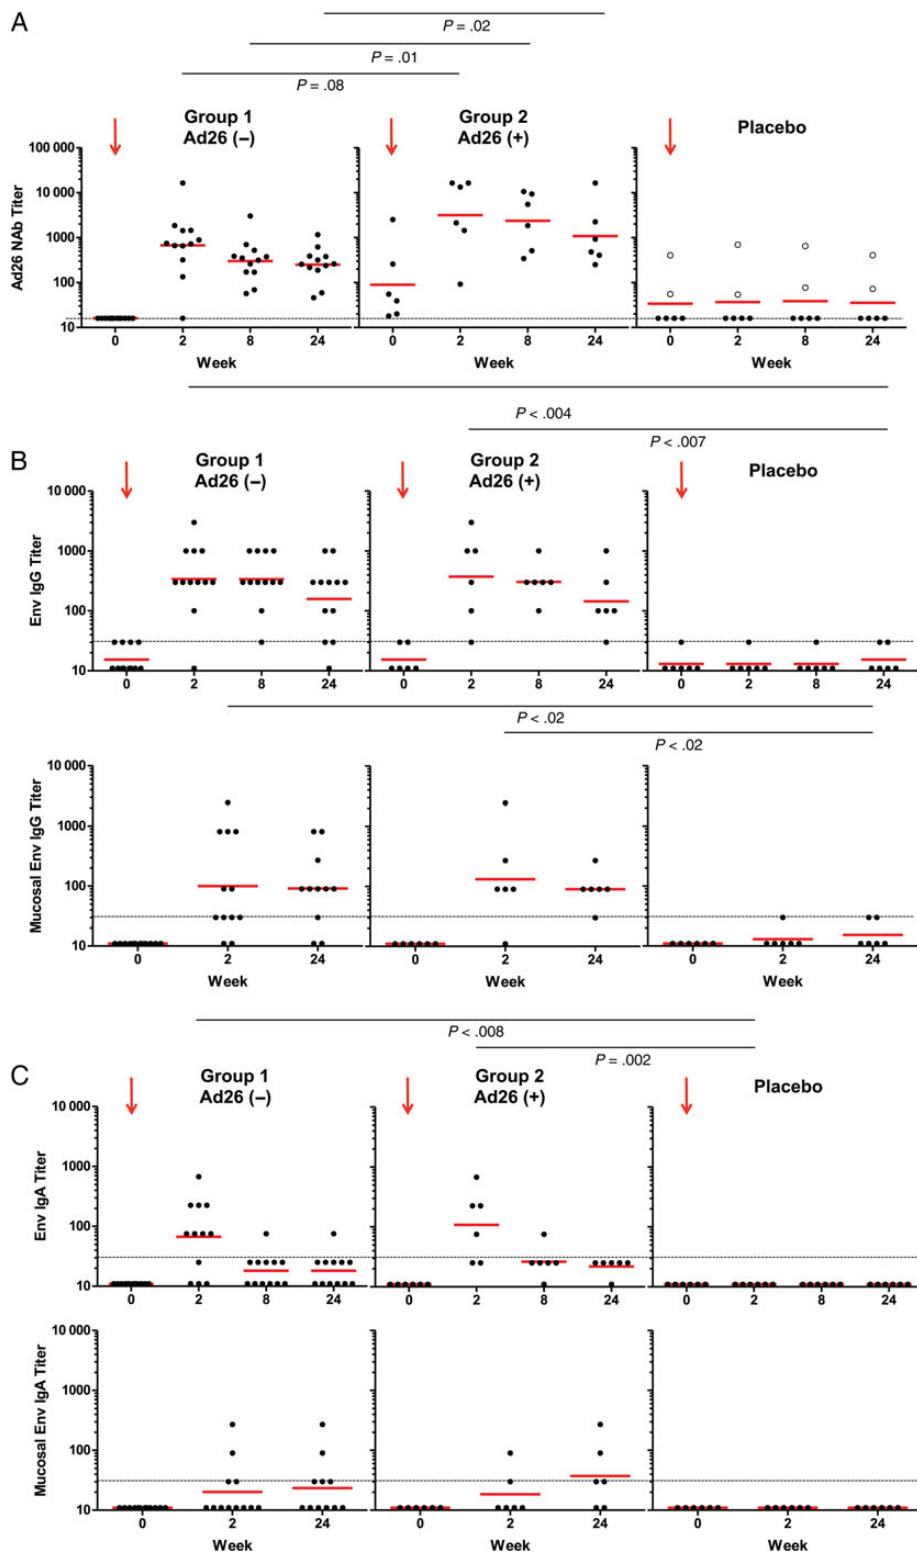 A
P = .02
P = .01
P = .08
Group 1
Ad26 (–)
Group 2
Ad26 (+)
Placebo
Ad26 NAb Titer
100 000
10 000
1000
100
10
0 2 8 24 0 2 8 24 0 2 8 24
Week Week Week
P < .004
P < .007
B
Group 1
Ad26 (–)
Group 2
Ad26 (+)
Placebo
Env IgG Titer
10 000
1000
100
10
0 2 8 24 0 2 8 24 0 2 8 24
P < .02
P < .02
Mucosal Env IgG Titer
10 000
1000
100
10
0 2 24 0 2 24 0 2 24
Week Week Week
P < .008
P = .002
C
Group 1
Ad26 (–)
Group 2
Ad26 (+)
Placebo
Env IgA Titer
10 000
1000
100
10
0 2 8 24 0 2 8 24 0 2 8 24
Mucosal Env IgA Titer
10 000
1000
100
10
0 2 24 0 2 24 0 2 24
Week Week Week